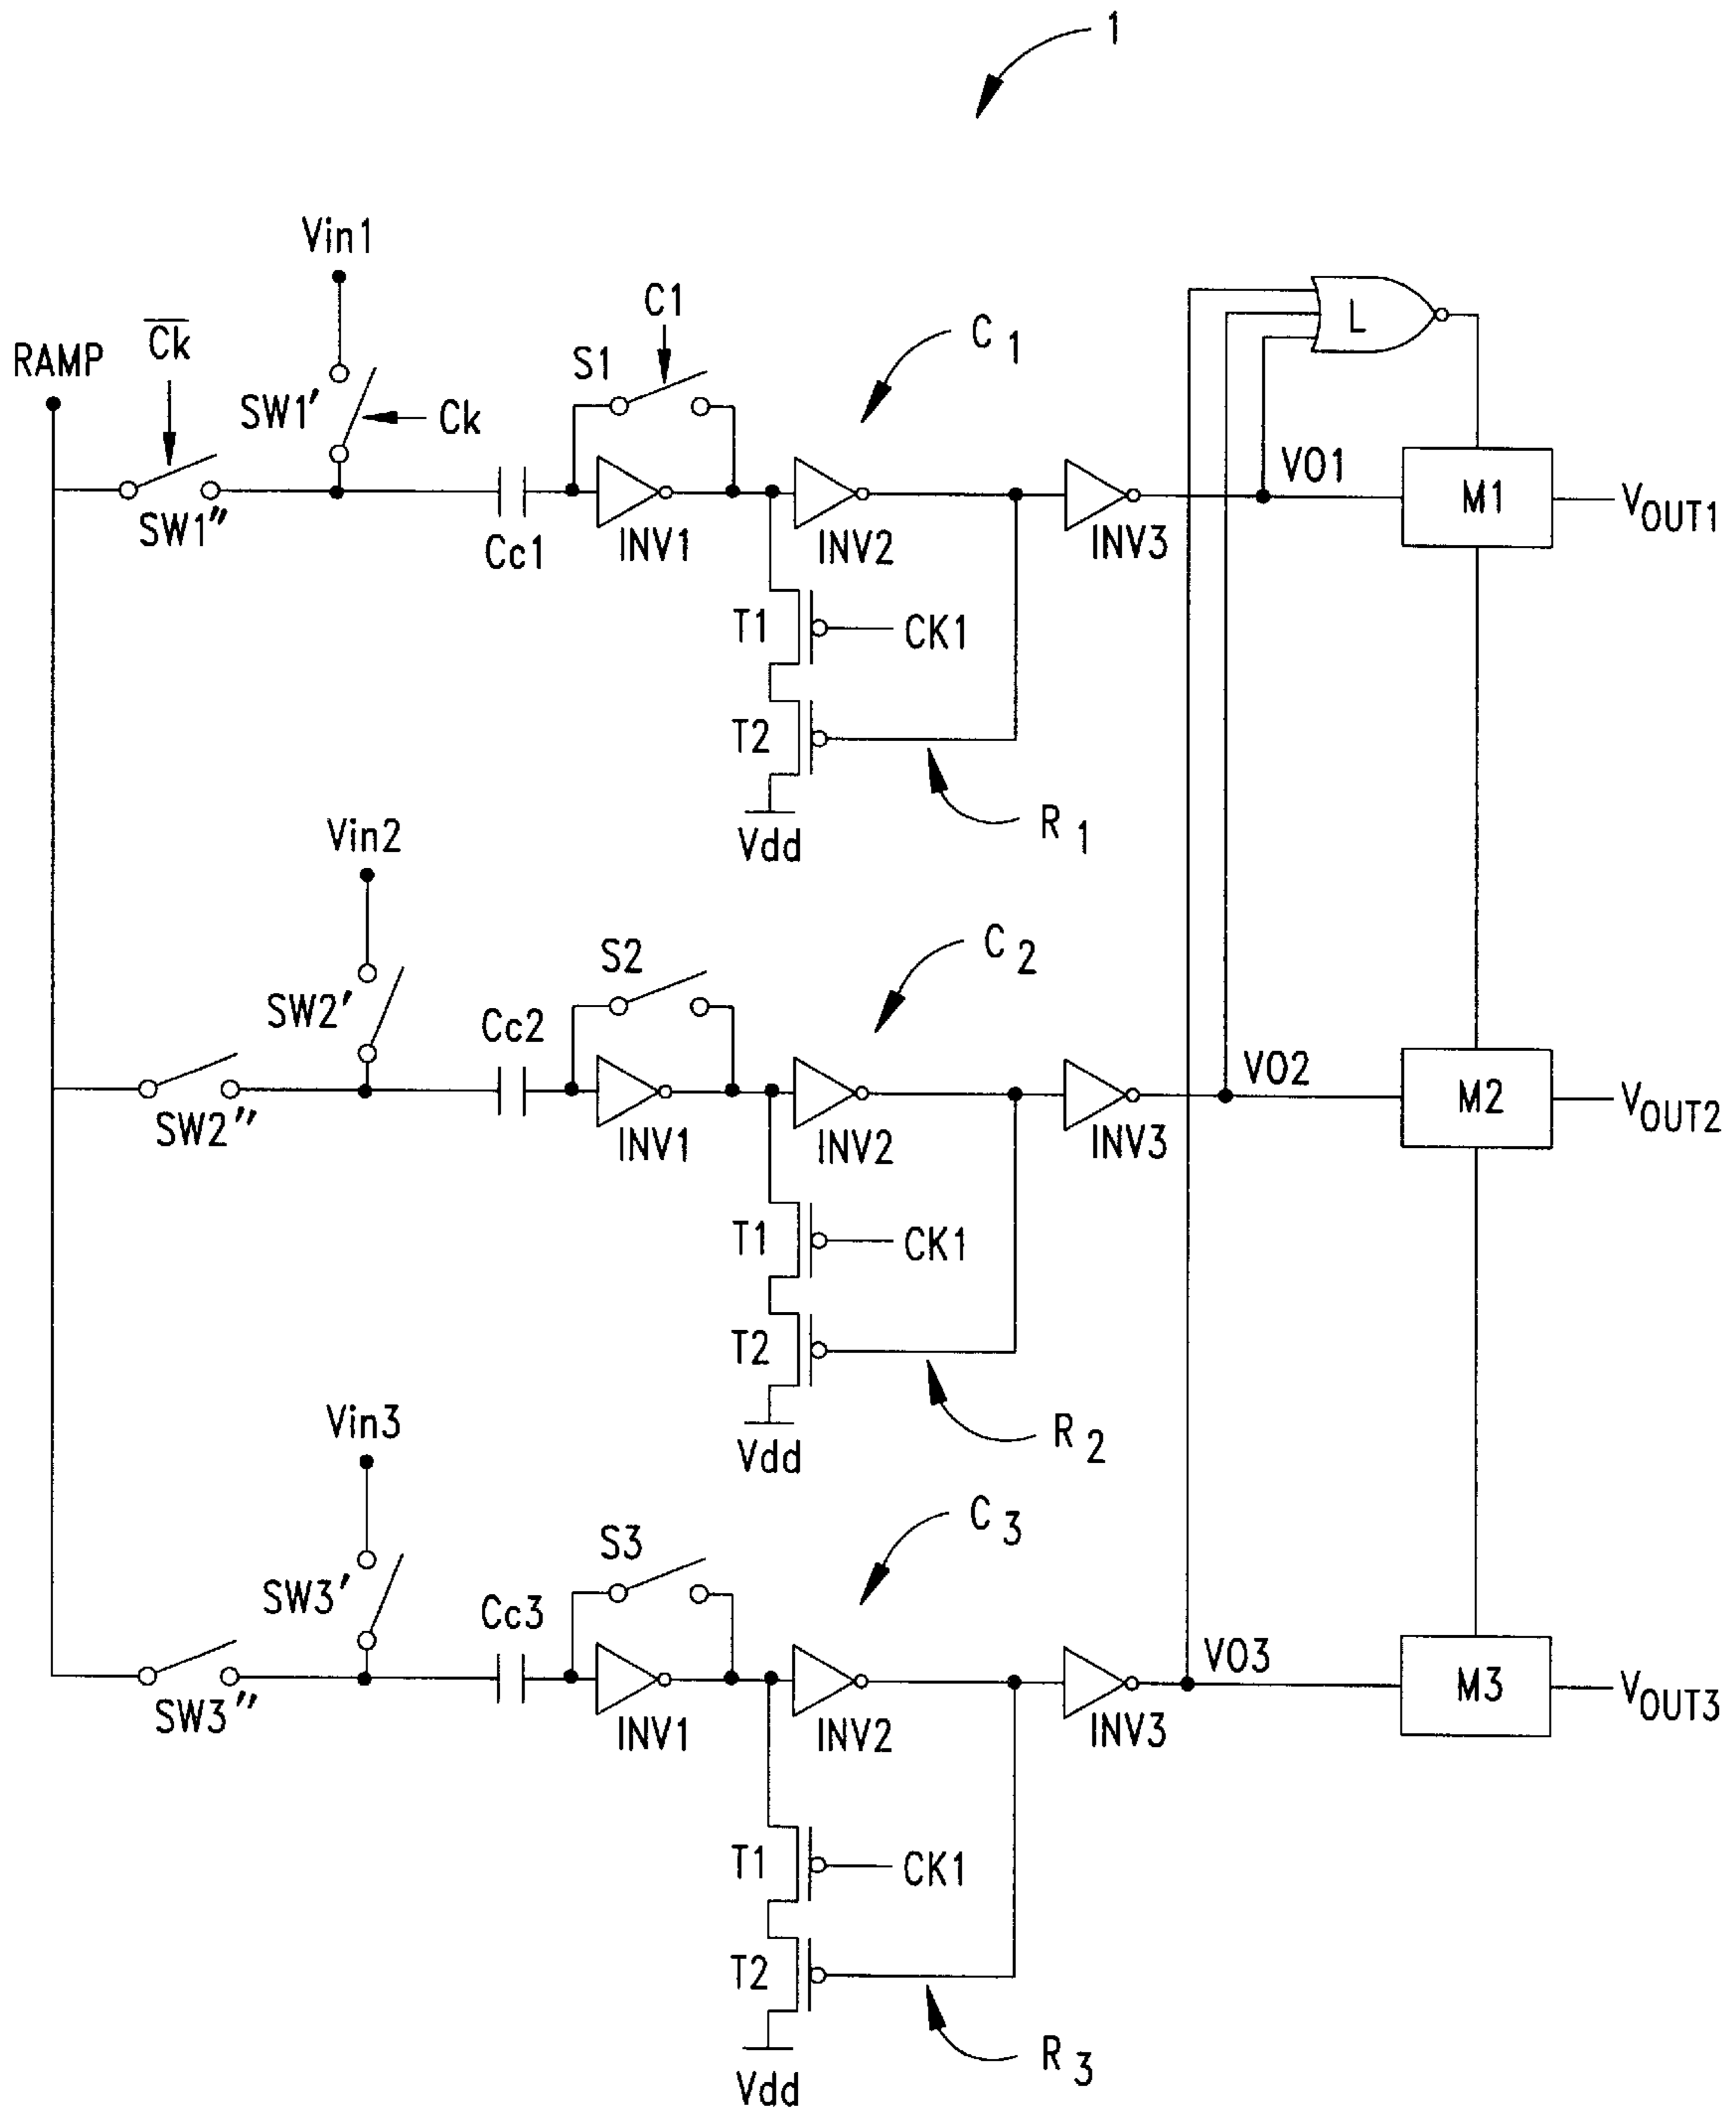 1
Vin1
C1
C̅k̅
RAMP
SW1'
Ck
S1
C 1
L
SW1"
Cc1
INV1
INV2
INV3
VO1
M1
VOUT1
T1
CK1
T2
R 1
Vdd
Vin2
S2
C 2
SW2'
Cc2
SW2"
INV1
INV2
INV3
VO2
M2
VOUT2
T1
CK1
T2
R 2
Vdd
Vin3
S3
C 3
SW3'
Cc3
SW3"
INV1
INV2
INV3
VO3
M3
VOUT3
T1
CK1
T2
R 3
Vdd